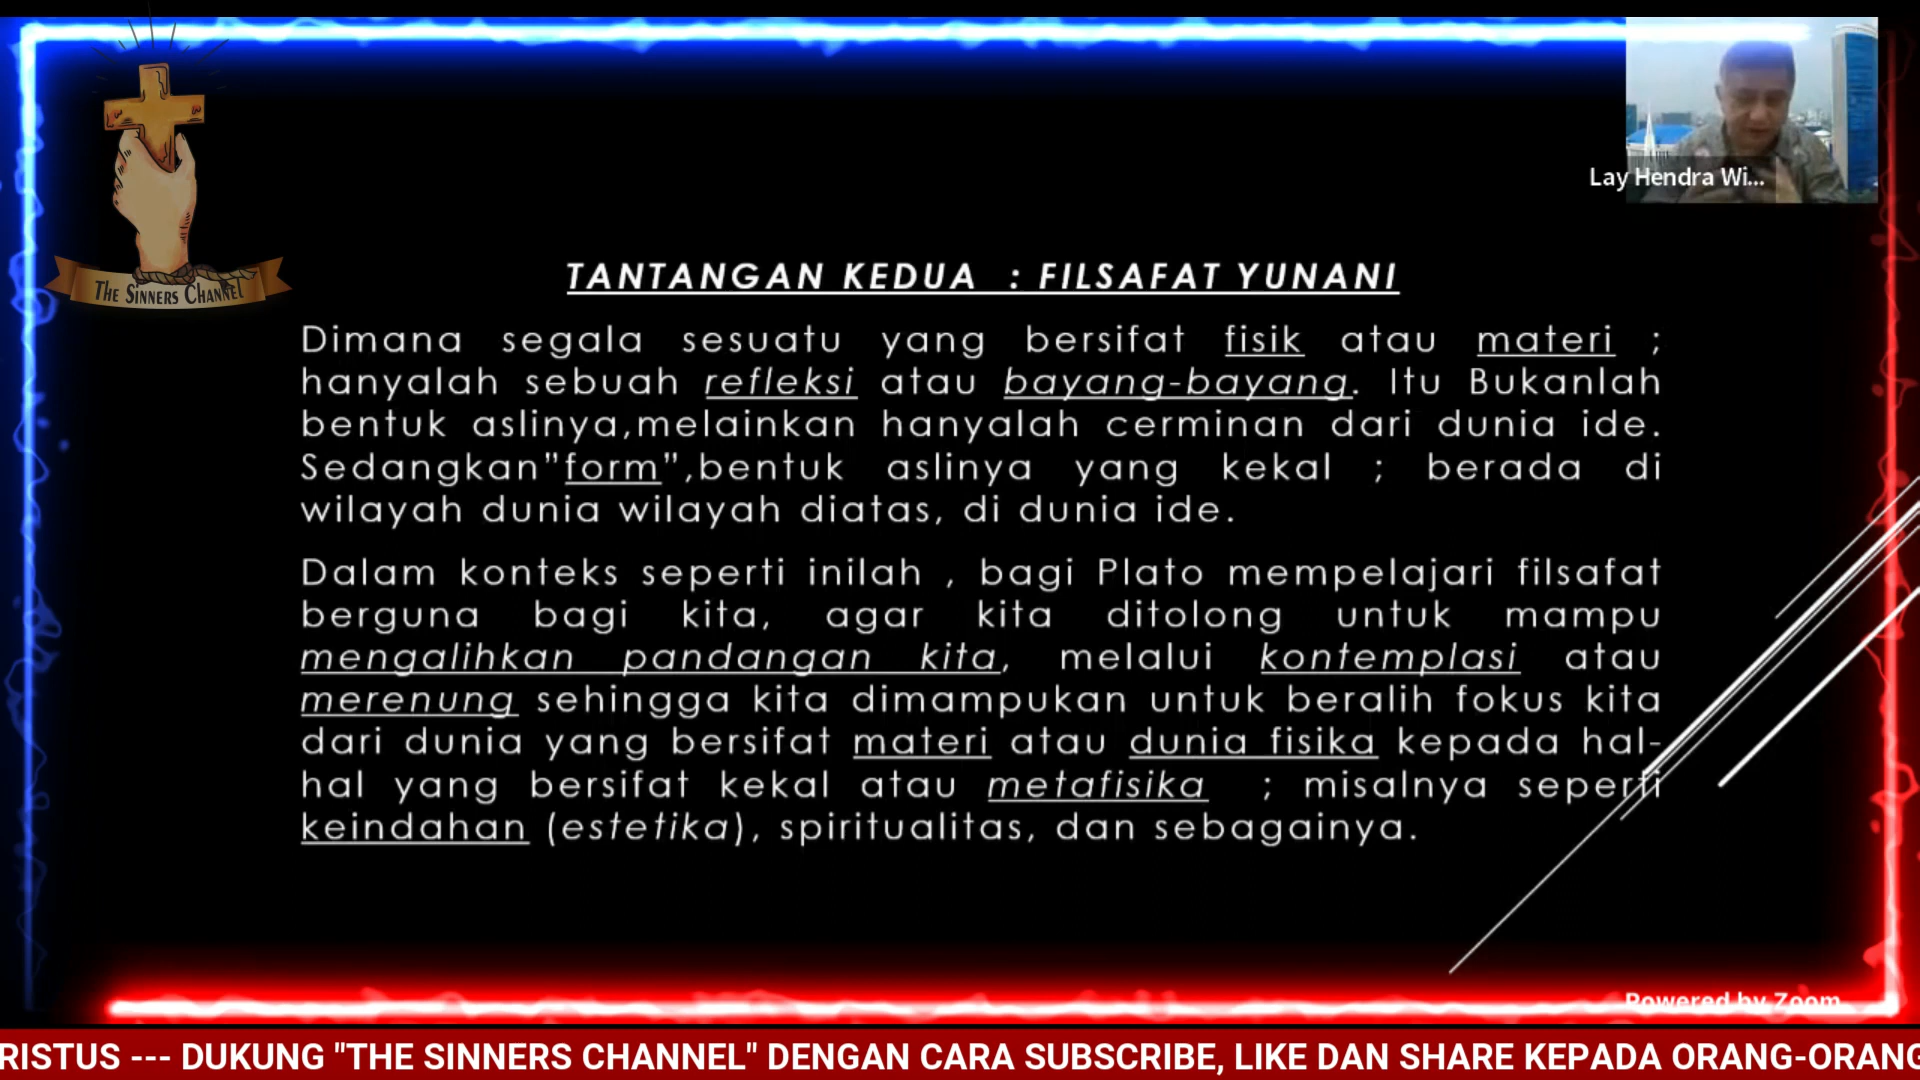 THE SINNERS CHANNEL
Lay Hendra Wi...
TANTANGAN KEDUA : FILSAFAT YUNANI
Dimana segala sesuatu yang bersifat fisik atau materi ;
hanyalah sebuah refleksi atau bayang-bayang. Itu Bukanlah
bentuk aslinya,melainkan hanyalah cerminan dari dunia ide.
Sedangkan”form”,bentuk aslinya yang kekal ; berada di
wilayah dunia wilayah diatas, di dunia ide.
Dalam konteks seperti inilah , bagi Plato mempelajari filsafat
berguna bagi kita, agar kita ditolong untuk mampu
mengalihkan pandangan kita, melalui kontemplasi atau
merenung sehingga kita dimampukan untuk beralih fokus kita
dari dunia yang bersifat materi atau dunia fisika kepada hal-
hal yang bersifat kekal atau metafisika ; misalnya seperti
keindahan (estetika), spiritualitas, dan sebagainya.
Powered by Zoom
RISTUS --- DUKUNG "THE SINNERS CHANNEL" DENGAN CARA SUBSCRIBE, LIKE DAN SHARE KEPADA ORANG-ORANG